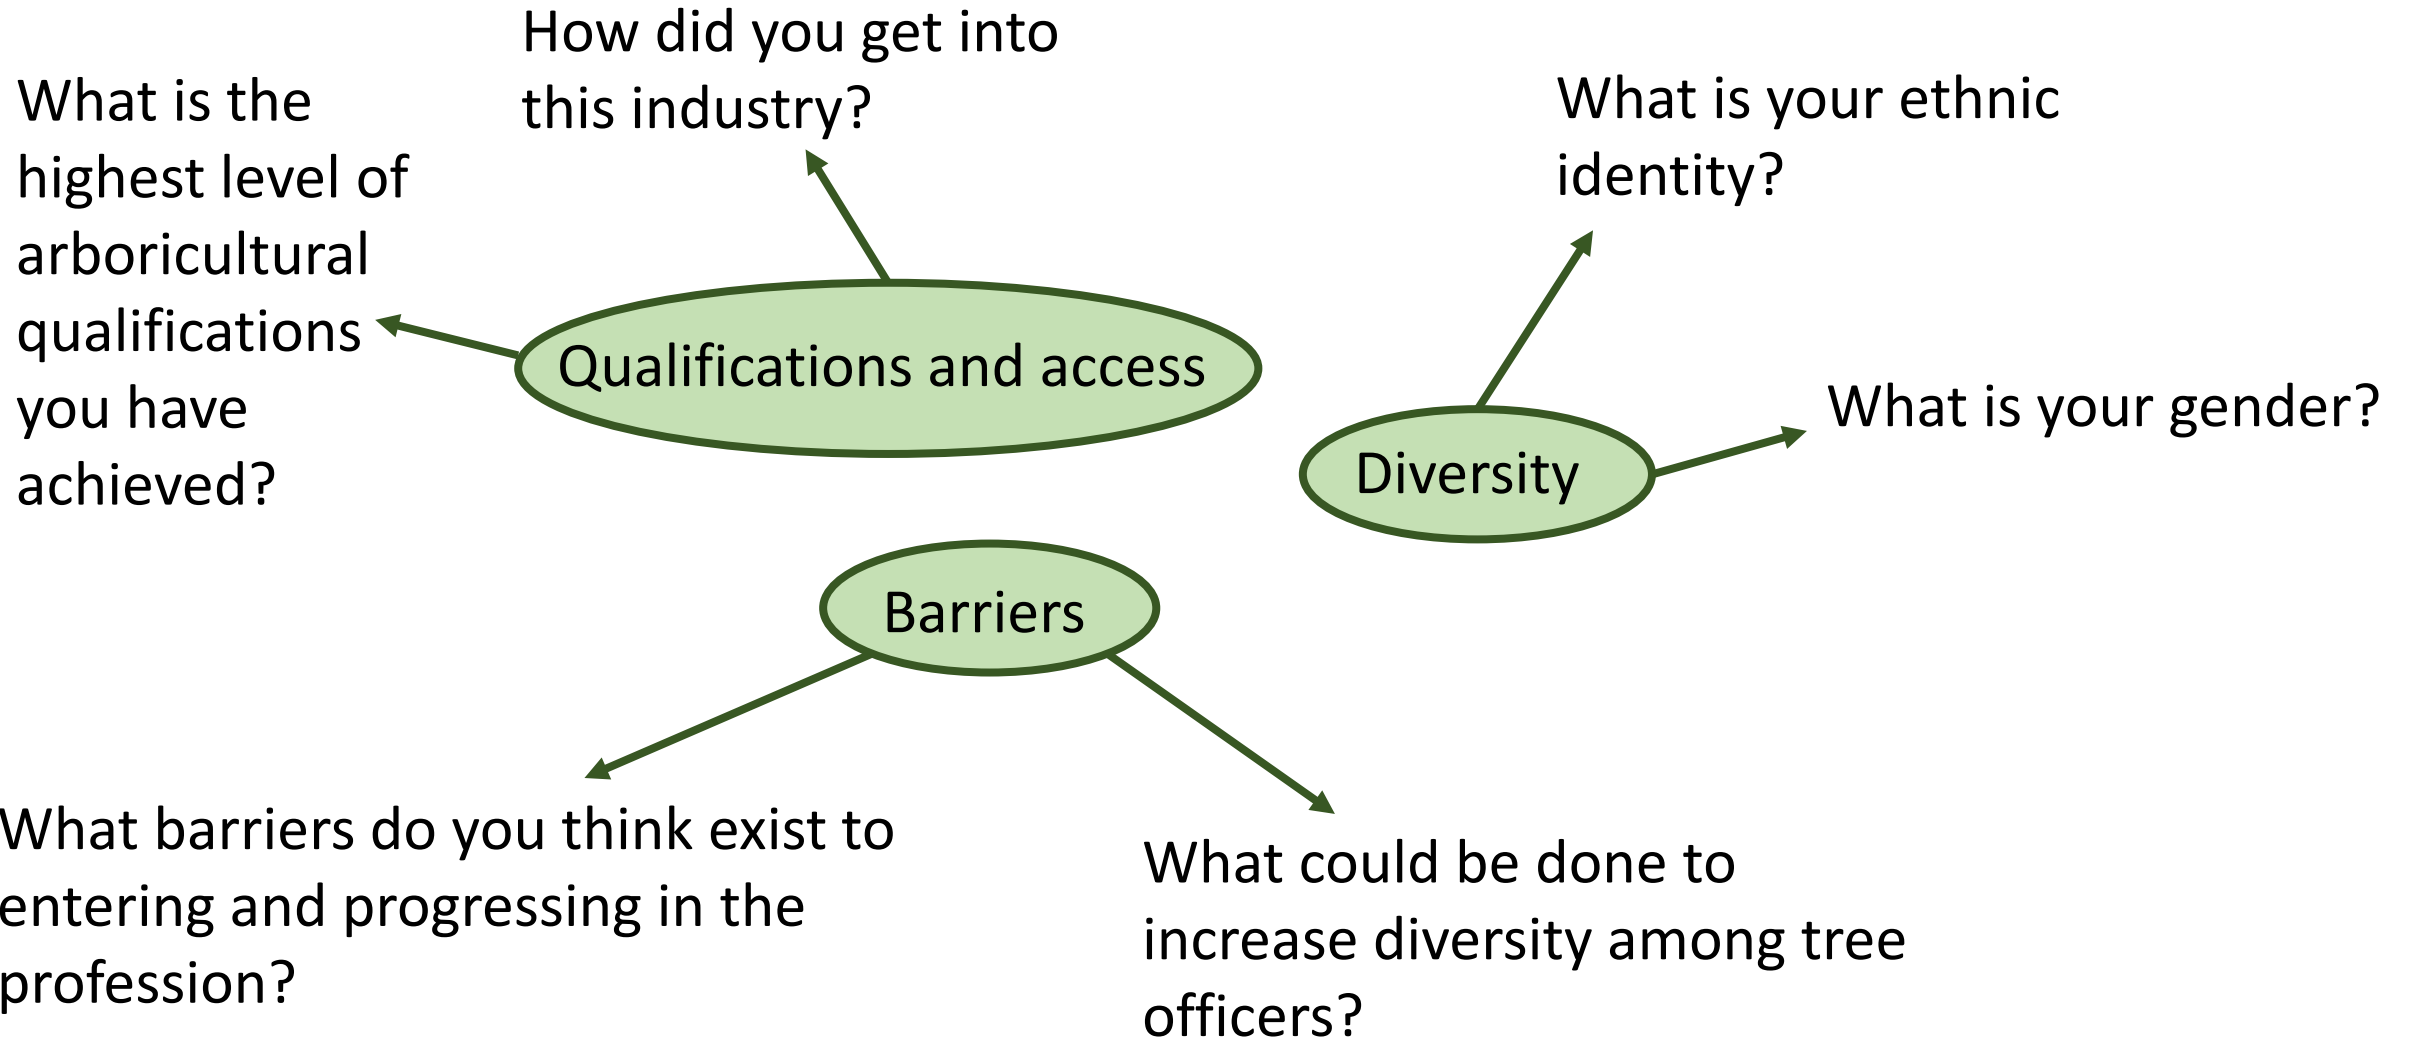 How did you get into
this industry?
What is the
highest level of
arboricultural
qualifications
you have
achieved?
What is your ethnic
identity?
Qualifications and access
What is your gender?
Diversity
Barriers
What barriers do you think exist to
entering and progressing in the
profession?
What could be done to
increase diversity among tree
officers?